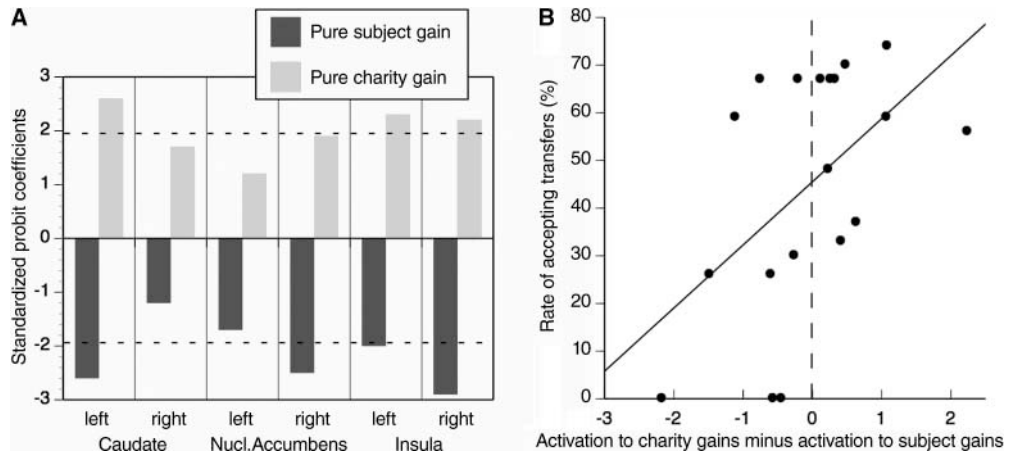 A
Pure subject gain
Pure charity gain
Standardized probit coefficients
3
2
1
0
-1
-2
-3
left right left right left right
Caudate Nucl.Accumbens Insula
B
Rate of accepting transfers (%)
80
70
60
50
40
30
20
10
0
-3 -2 -1 0 1 2
Activation to charity gains minus activation to subject gains